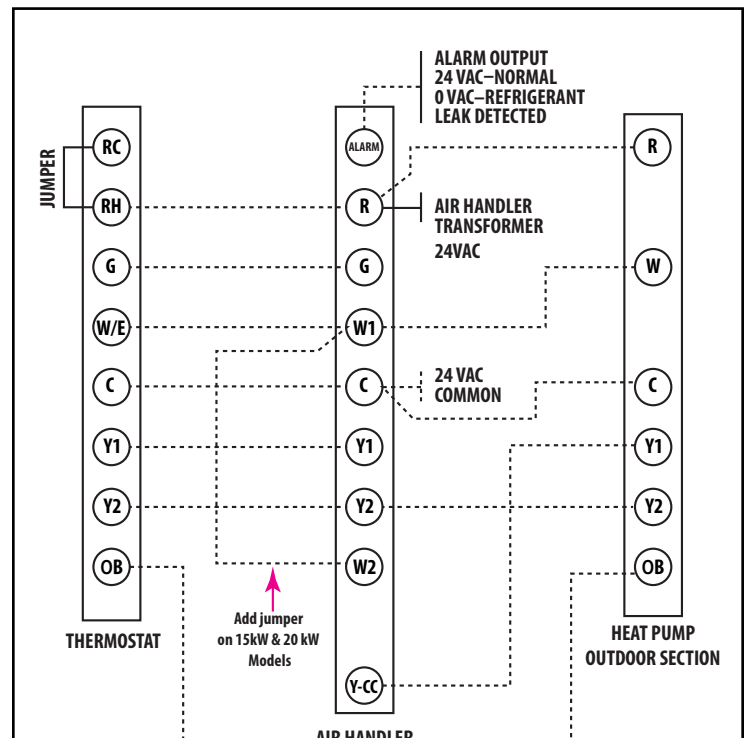 ALARM OUTPUT
24 VAC–NORMAL
0 VAC–REFRIGERANT
LEAK DETECTED
JUMPER
RC
RH
G
W/E
C
Y1
Y2
OB
THERMOSTAT
ALARM
R
G
W1
C
Y1
Y2
W2
Y-CC
AIR HANDLER
AIR HANDLER
TRANSFORMER
24VAC
24 VAC
COMMON
Add jumper
on 15kW & 20 kW
Models
R
W
C
Y1
Y2
OB
HEAT PUMP
OUTDOOR SECTION